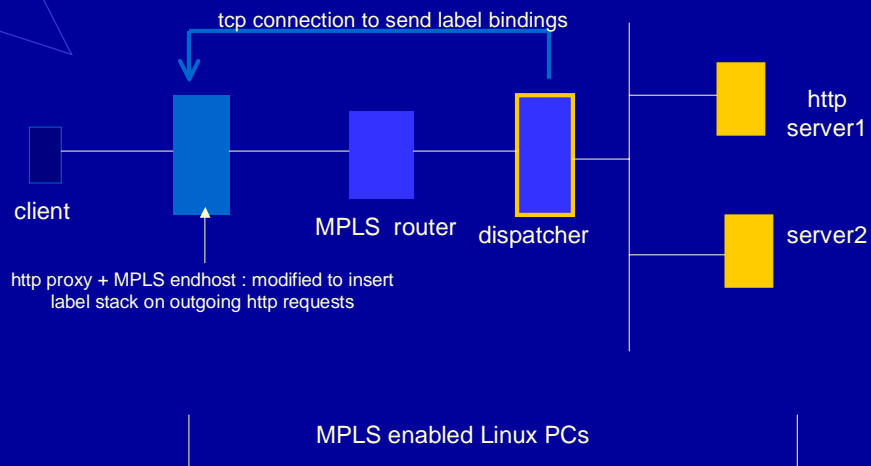 tcp connection to send label bindings
http
server1
client
MPLS router
dispatcher
server2
http proxy + MPLS endhost : modified to insert
label stack on outgoing http requests
MPLS enabled Linux PCs